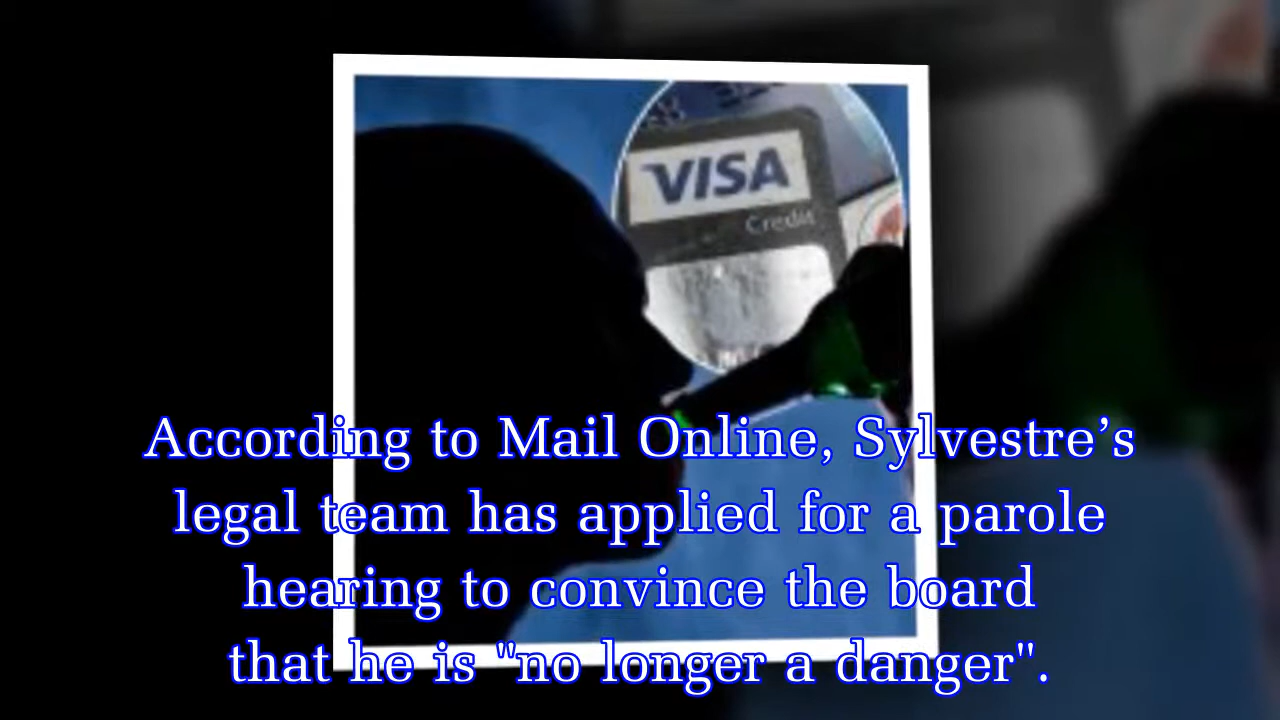 VISA
Credit
According to Mail Online, Sylvestre’s
legal team has applied for a parole
hearing to convince the board
that he is "no longer a danger".